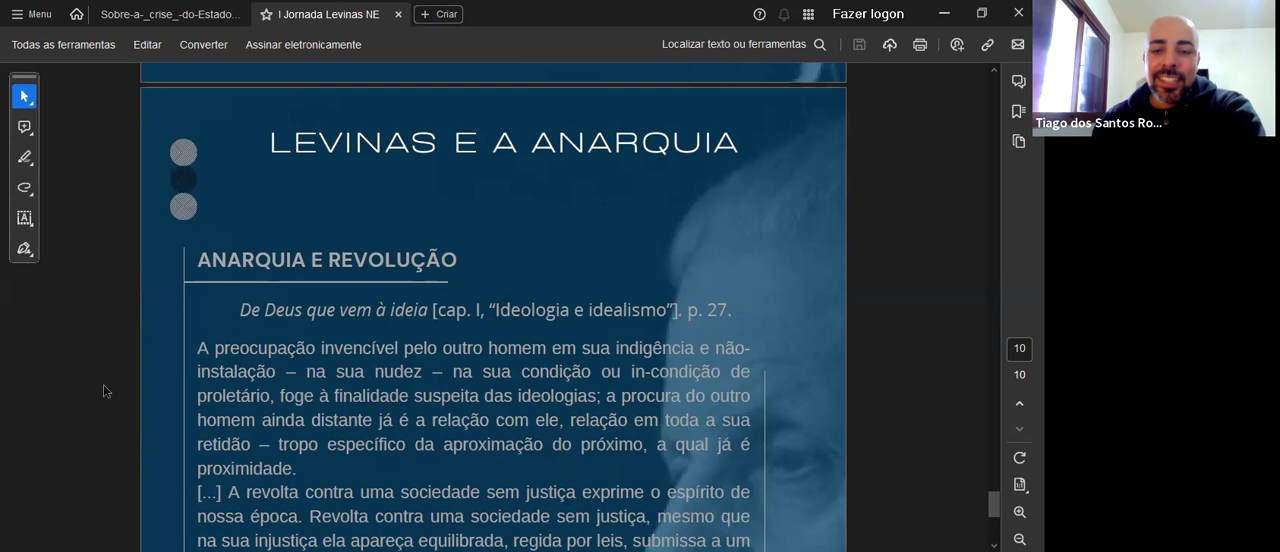 Menu
Sobre-a-_crise_-do-Estado...
I Jornada Levinas NE
Criar
Fazer logon
Todas as ferramentas
Editar
Converter
Assinar eletronicamente
Localizar texto ou ferramentas
Tiago dos Santos Ro...
LEVINAS E A ANARQUIA
ANARQUIA E REVOLUÇÃO
De Deus que vem à ideia [cap. I, “Ideologia e idealismo”]. p. 27.
A preocupação invencível pelo outro homem em sua indigência e não-
instalação – na sua nudez – na sua condição ou in-condição de
proletário, foge à finalidade suspeita das ideologias; a procura do outro
homem ainda distante já é a relação com ele, relação em toda a sua
retidão – tropo específico da aproximação do próximo, a qual já é
proximidade.
[...] A revolta contra uma sociedade sem justiça exprime o espírito de
nossa época. Revolta contra uma sociedade sem justiça, mesmo que
na sua injustiça ela apareça equilibrada, regida por leis, submissa a um
10
10